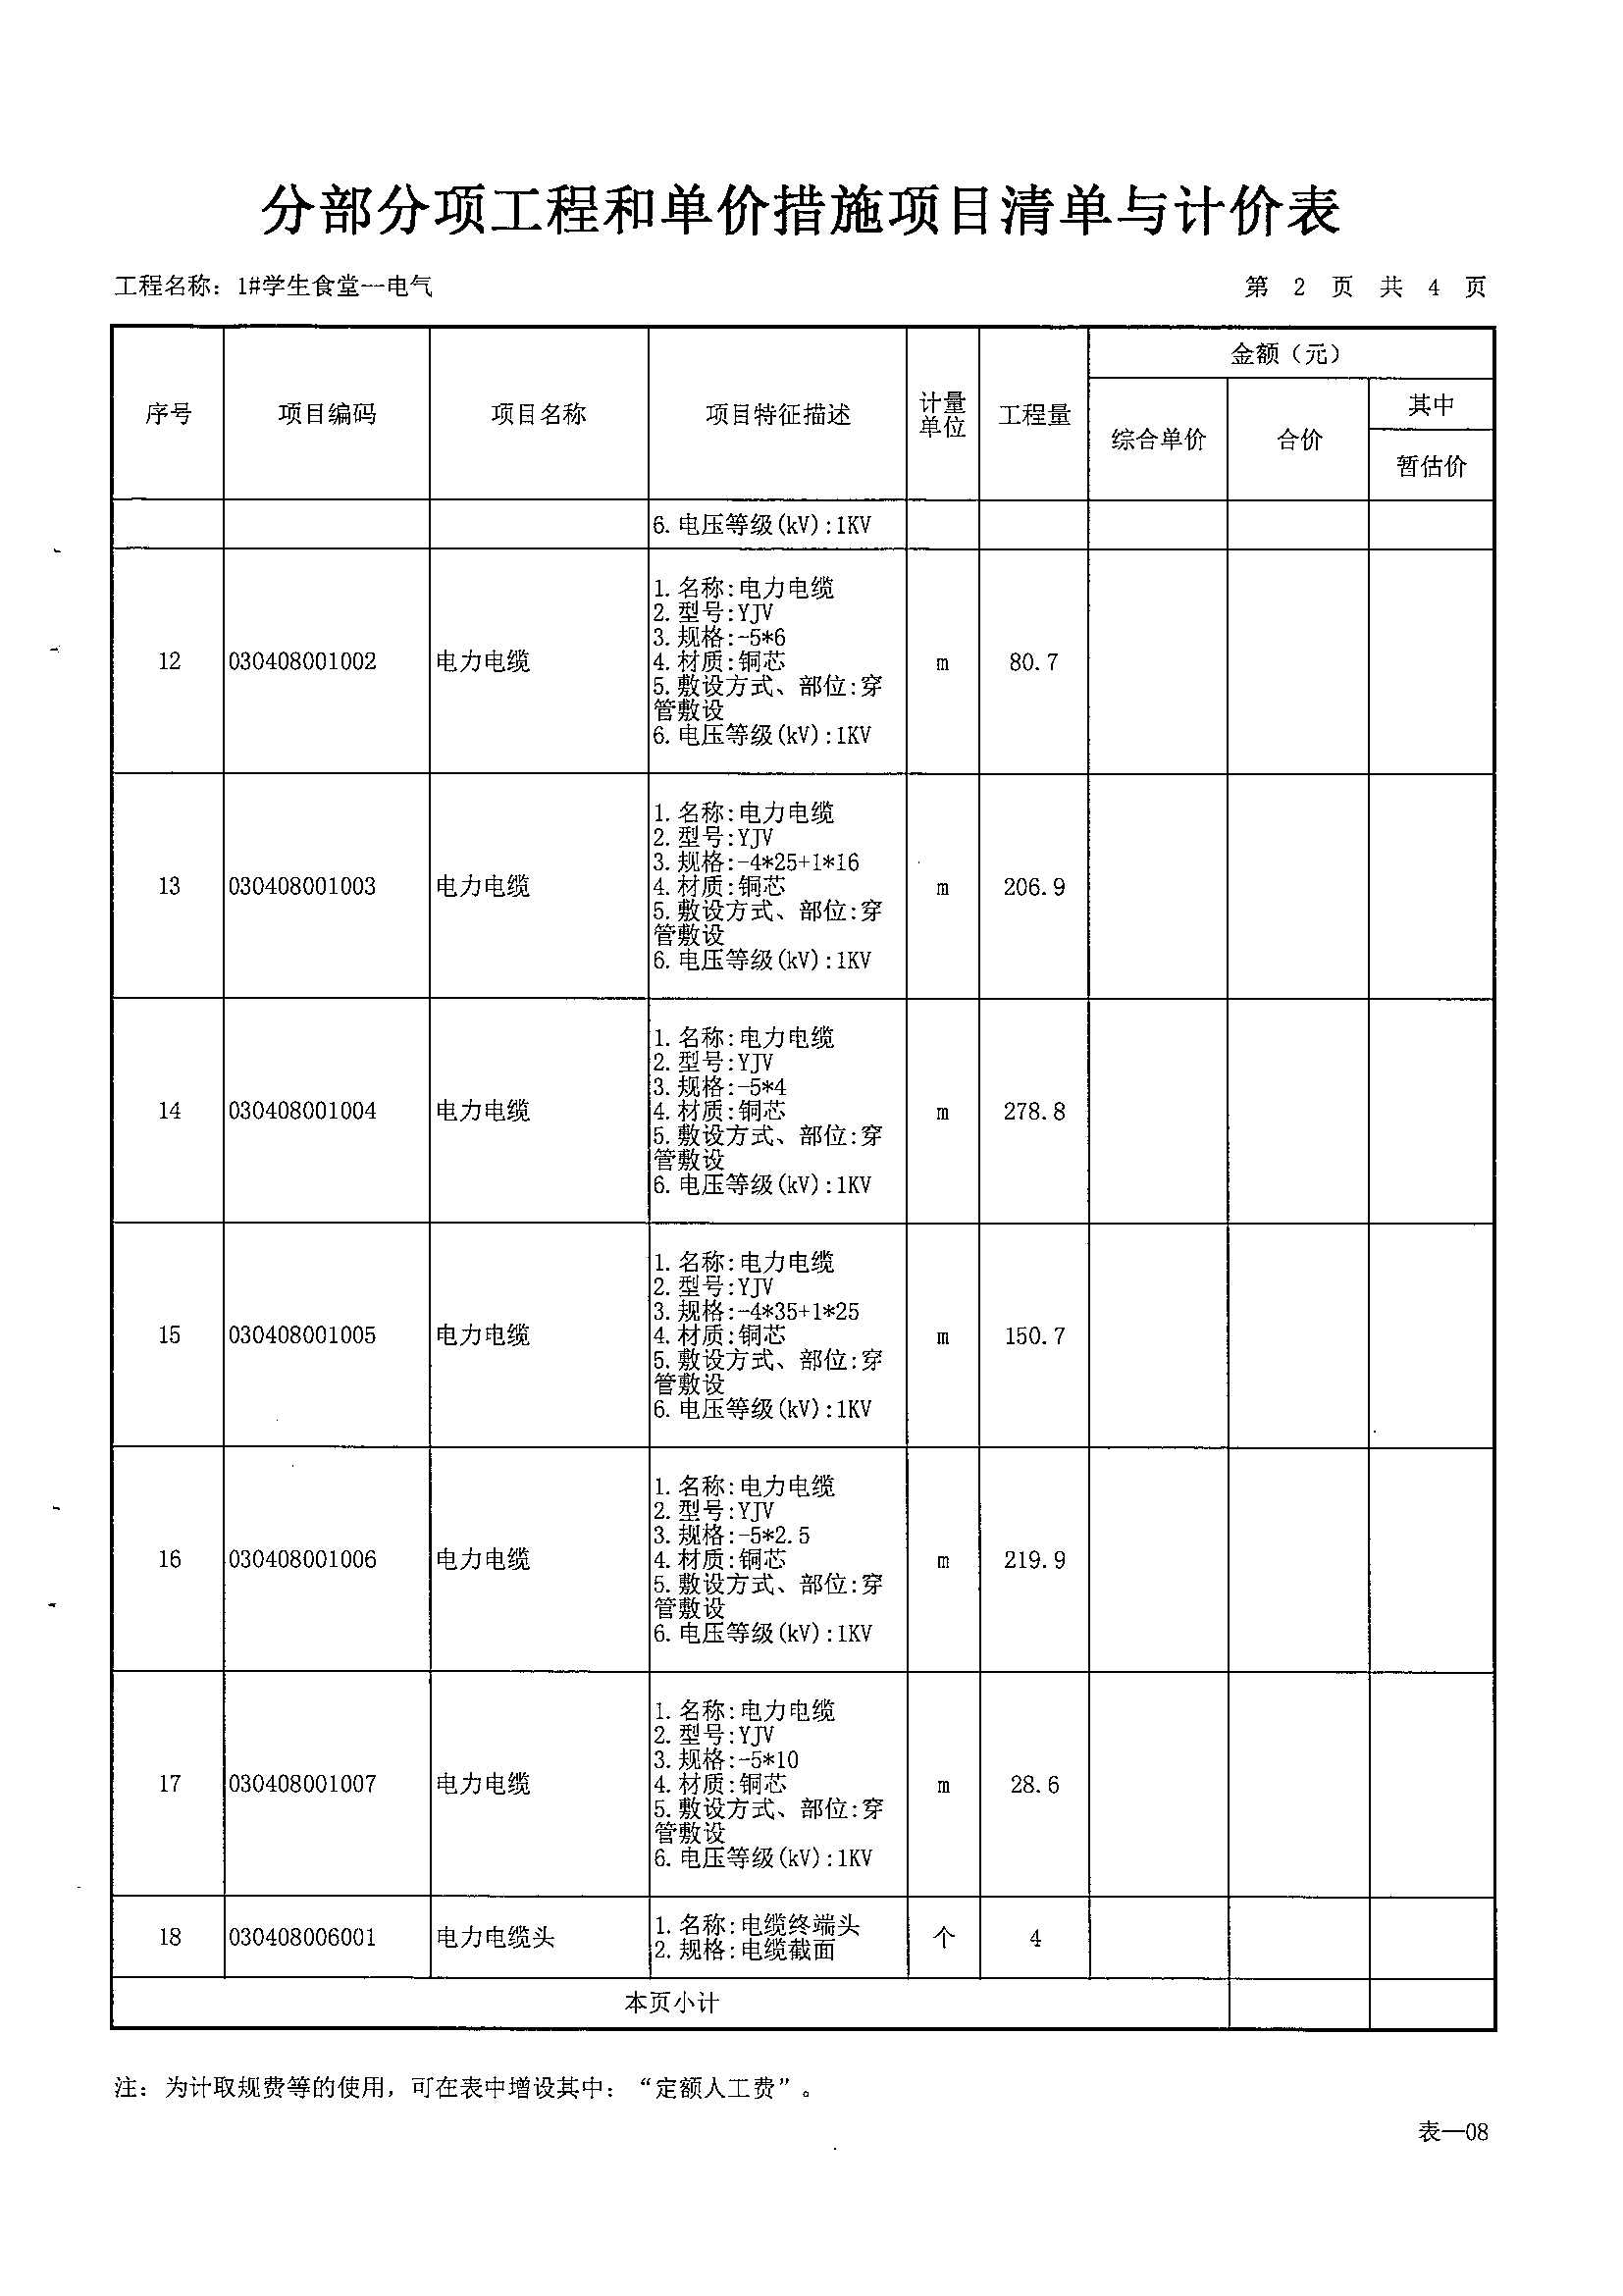 分部分项工程和单价措施项目清单与计价表
工程名称：1#学生食堂--电气 第 2 页 共 4 页
序号 项目编码 项目名称 项目特征描述 计量单位 工程量 金额（元）
综合单价 合价 其中
暂估价
6.电压等级(kV):1KV
12 030408001002 电力电缆 m 80.7
1.名称:电力电缆
2.型号:YJV
3.规格:-5*6
4.材质:铜芯
5.敷设方式、部位:穿
管敷设
6.电压等级(kV):1KV
13 030408001003 电力电缆 m 206.9
1.名称:电力电缆
2.型号:YJV
3.规格:-4*25+1*16
4.材质:铜芯
5.敷设方式、部位:穿
管敷设
6.电压等级(kV):1KV
14 030408001004 电力电缆 m 278.8
1.名称:电力电缆
2.型号:YJV
3.规格:-5*4
4.材质:铜芯
5.敷设方式、部位:穿
管敷设
6.电压等级(kV):1KV
15 030408001005 电力电缆 m 150.7
1.名称:电力电缆
2.型号:YJV
3.规格:-4*35+1*25
4.材质:铜芯
5.敷设方式、部位:穿
管敷设
6.电压等级(kV):1KV
16 030408001006 电力电缆 m 219.9
1.名称:电力电缆
2.型号:YJV
3.规格:-5*2.5
4.材质:铜芯
5.敷设方式、部位:穿
管敷设
6.电压等级(kV):1KV
17 030408001007 电力电缆 m 28.6
1.名称:电力电缆
2.型号:YJV
3.规格:-5*10
4.材质:铜芯
5.敷设方式、部位:穿
管敷设
6.电压等级(kV):1KV
18 030408006001 电力电缆头 个 4
1.名称:电缆终端头
2.规格:电缆截面
本页小计
注：为计取规费等的使用，可在表中增设其中：“定额人工费”。
表—08